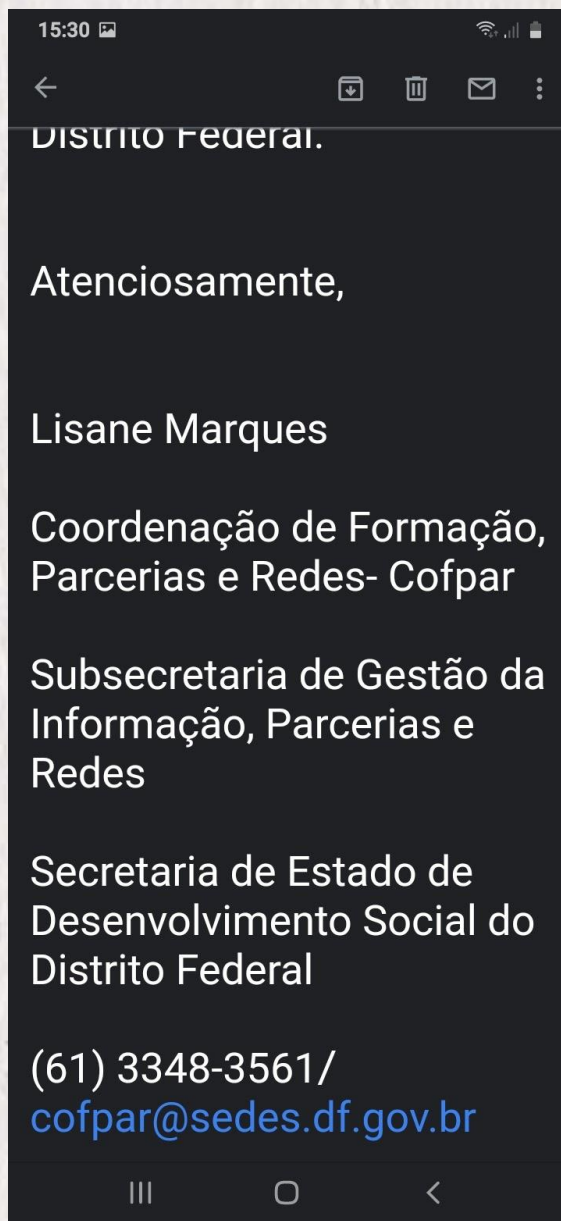 15:30
Distrito Federal.
Atenciosamente,
Lisane Marques
Coordenação de Formação,
Parcerias e Redes- Cofpar
Subsecretaria de Gestão da
Informação, Parcerias e
Redes
Secretaria de Estado de
Desenvolvimento Social do
Distrito Federal
(61) 3348-3561/
cofpar@sedes.df.gov.br